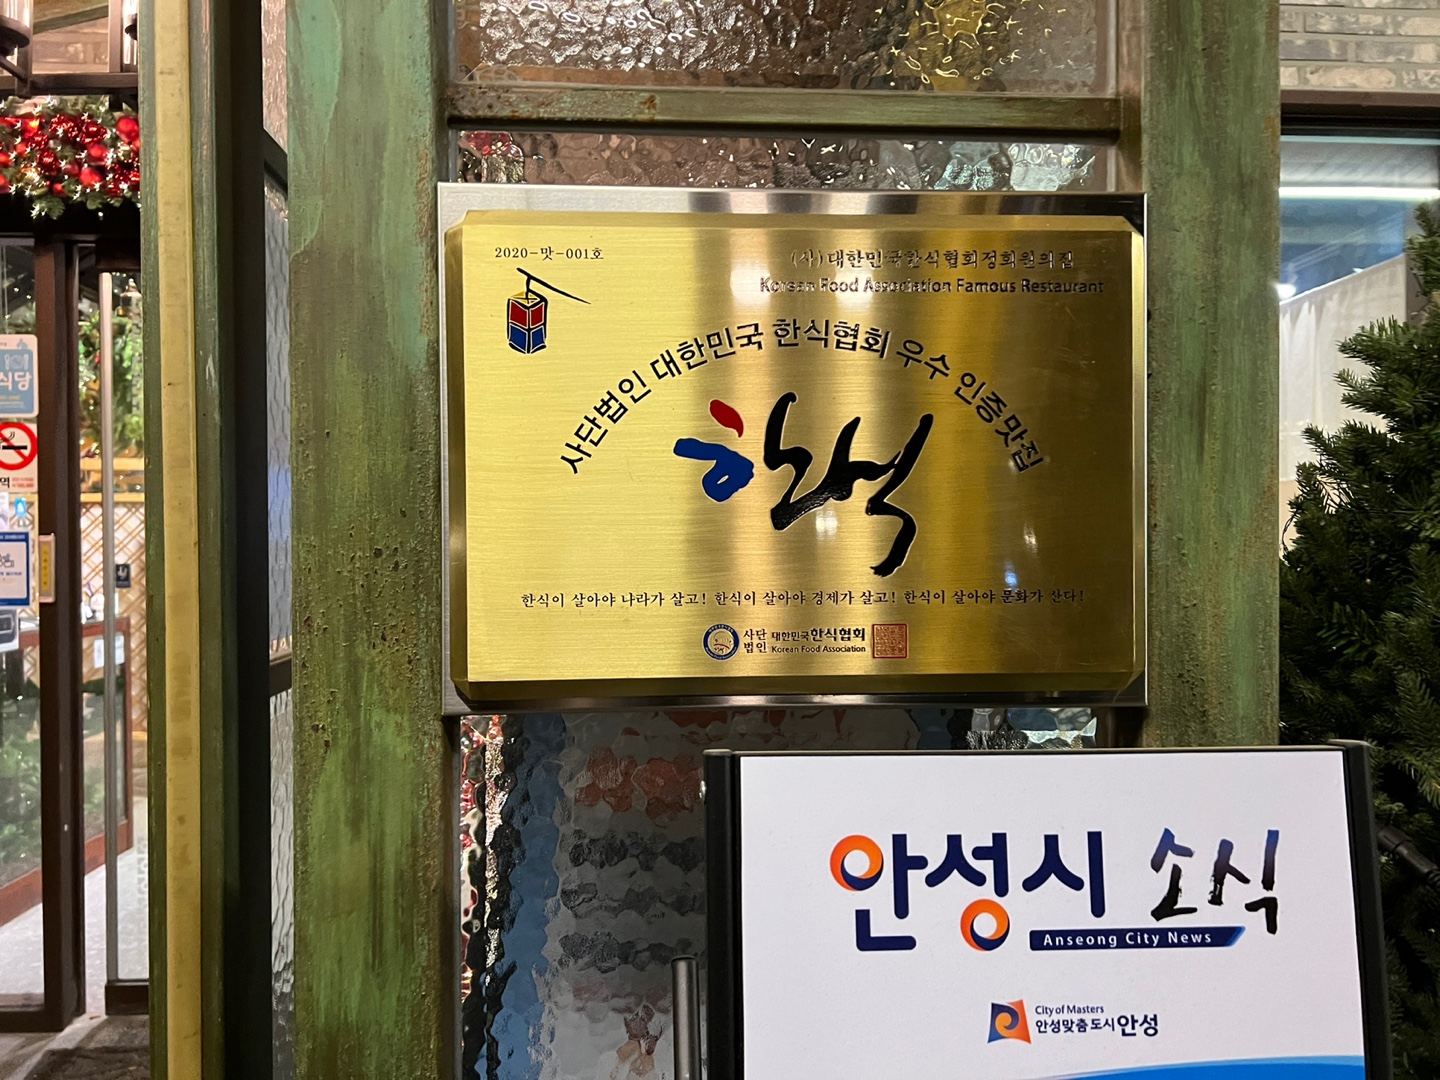 2020-맛-001호
(사)대한민국한식협회정회원의집
Korean Food Association Famous Restaurant
사단법인 대한민국 한식협회 우수 인증맛집
한식
한식이 살아야 나라가 살고! 한식이 살아야 경제가 살고! 한식이 살아야 문화가 산다!
사단법인 대한민국한식협회
Korean Food Association
식당
역
안성시 소식
Anseong City News
City of Masters
안성맞춤도시안성